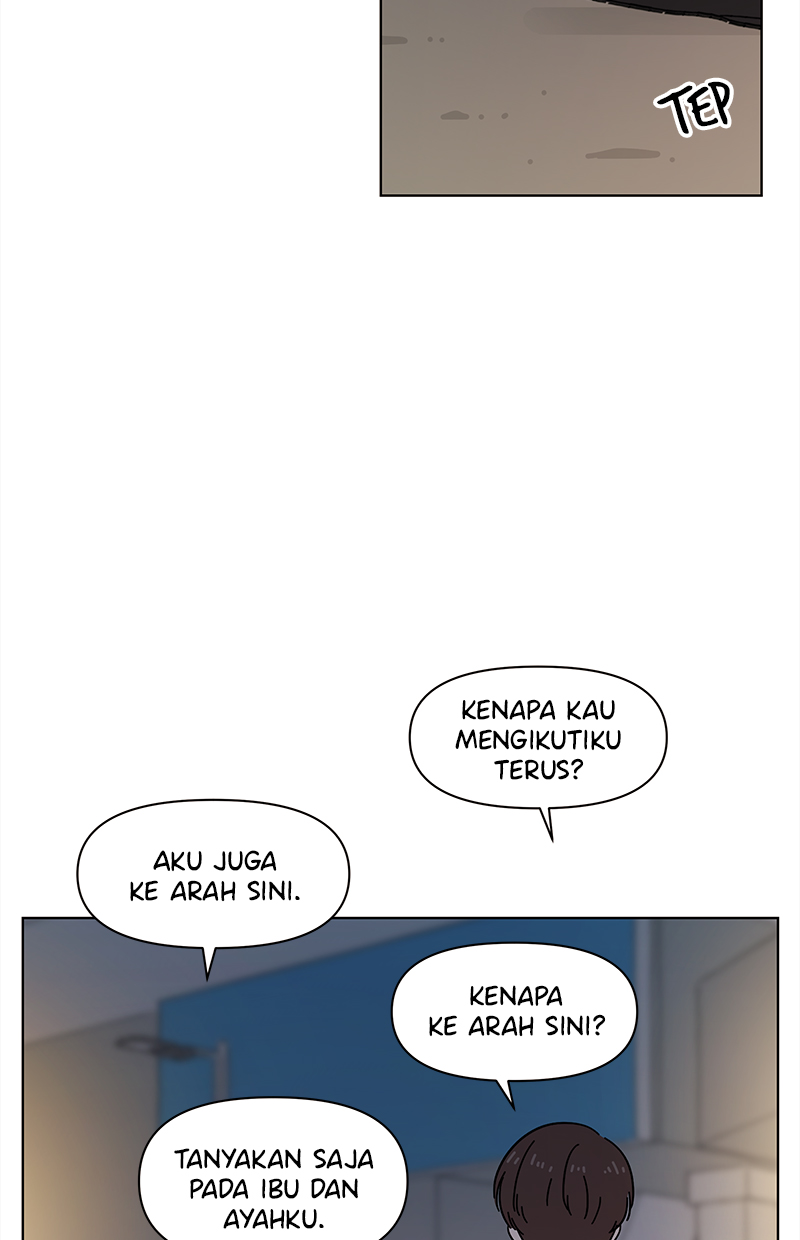 TEP
KENAPA KAU
MENGIKUTIKU
TERUS?
AKU JUGA
KE ARAH SINI.
KENAPA
KE ARAH SINI?
TANYAKAN SAJA
PADA IBU DAN
AYAHKU.